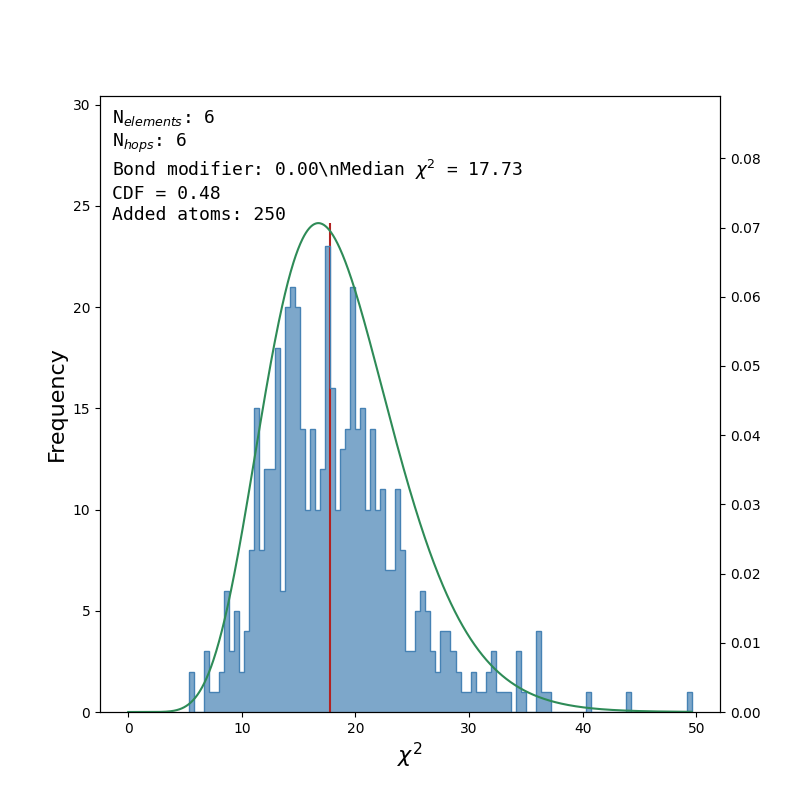 N_elements: 6
N_hops: 6
Bond modifier: 0.00\nMedian χ² = 17.73
CDF = 0.48
Added atoms: 250
30
25
20
15
10
5
0
Frequency
0.08
0.07
0.06
0.05
0.04
0.03
0.02
0.01
0.00
0 10 20 30 40 50
χ²